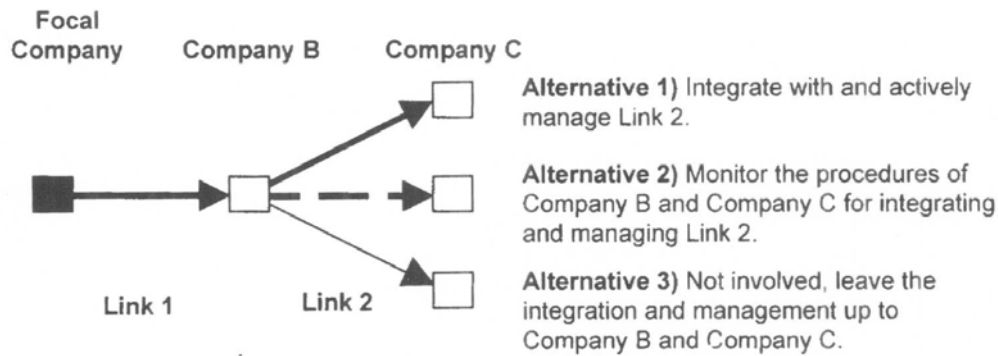 Focal
Company
Company B
Company C
Alternative 1) Integrate with and actively
manage Link 2.
Alternative 2) Monitor the procedures of
Company B and Company C for integrating
and managing Link 2.
Alternative 3) Not involved, leave the
integration and management up to
Company B and Company C.
Link 1
Link 2